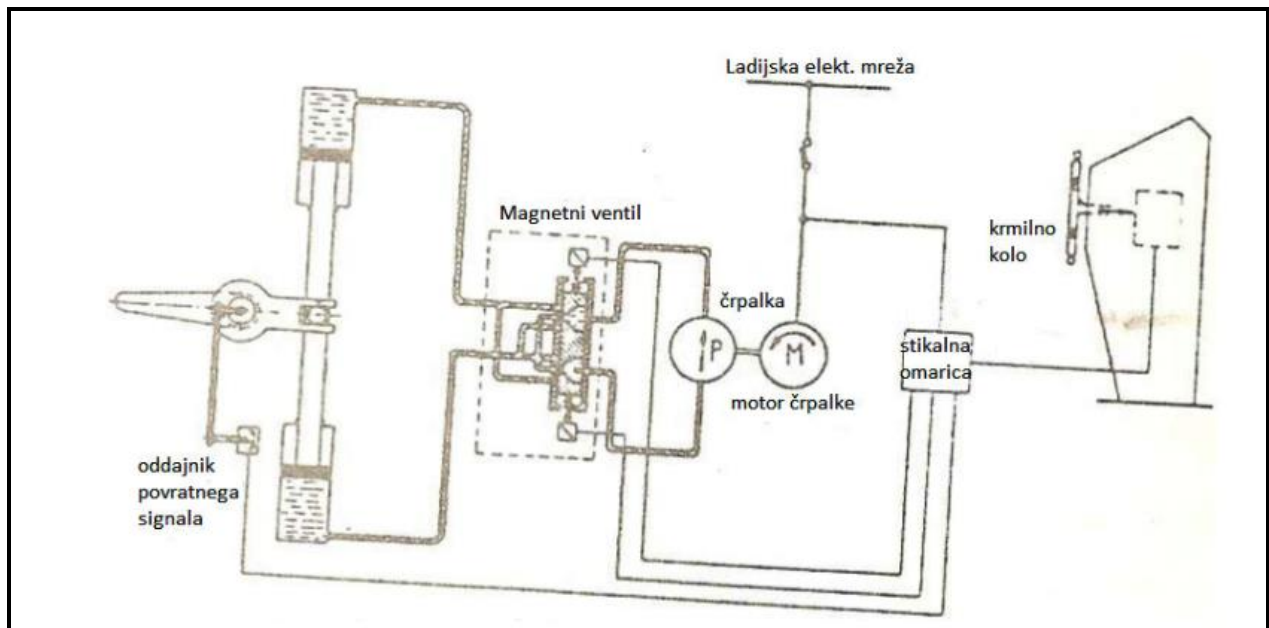 Ladijska elekt. mreža
Magnetni ventil
krmilno
kolo
črpalka
P
M
stikalna
omarica
motor črpalke
oddajnik
povratnega
signala